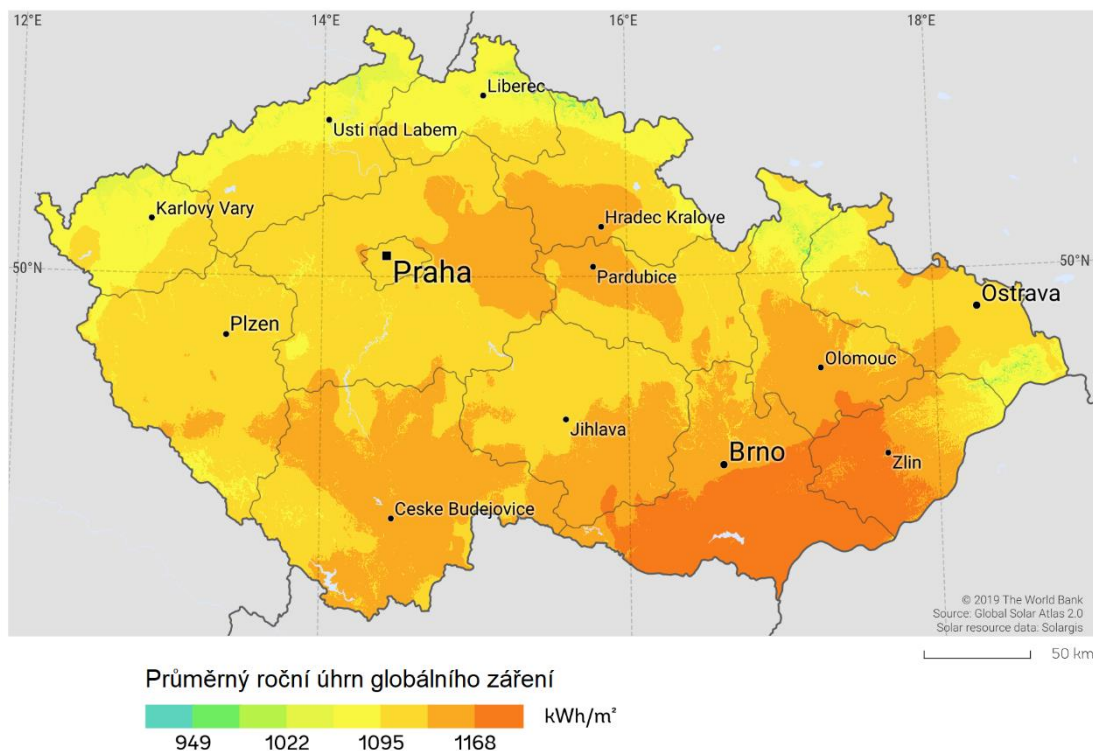 12°E
14°E
16°E
18°E
Liberec
Usti nad Labem
Karlovy Vary
Hradec Kralove
50°N
50°N
Praha
Pardubice
Ostrava
Plzen
Olomouc
Jihlava
Brno
Zlin
Ceske Budejovice
© 2019 The World Bank
Source: Global Solar Atlas 2.0
Solar resource data: Solargis
50 km
Průměrný roční úhrn globálního záření
kWh/m²
949 1022 1095 1168